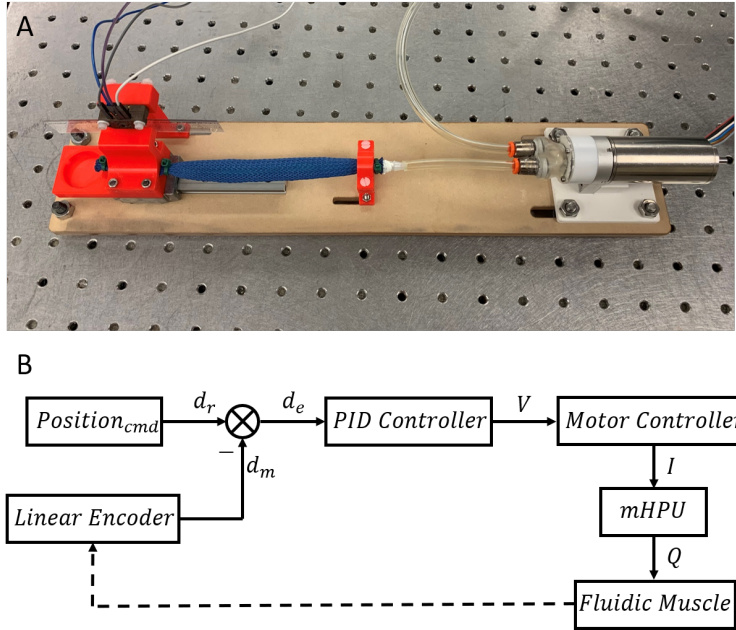 A
B
Position_cmd
d_r
d_e
PID Controller
V
Motor Controller
−
d_m
I
Linear Encoder
mHPU
Q
Fluidic Muscle